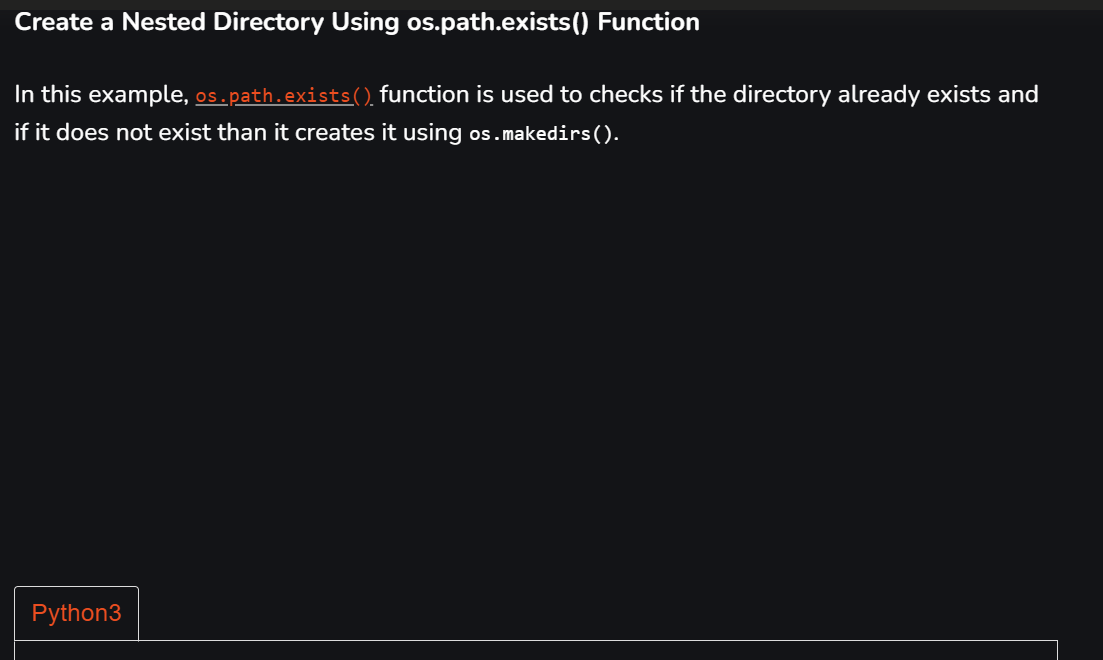 Create a Nested Directory Using os.path.exists() Function
In this example, os.path.exists() function is used to checks if the directory already exists and
if it does not exist than it creates it using os.makedirs().
Python3